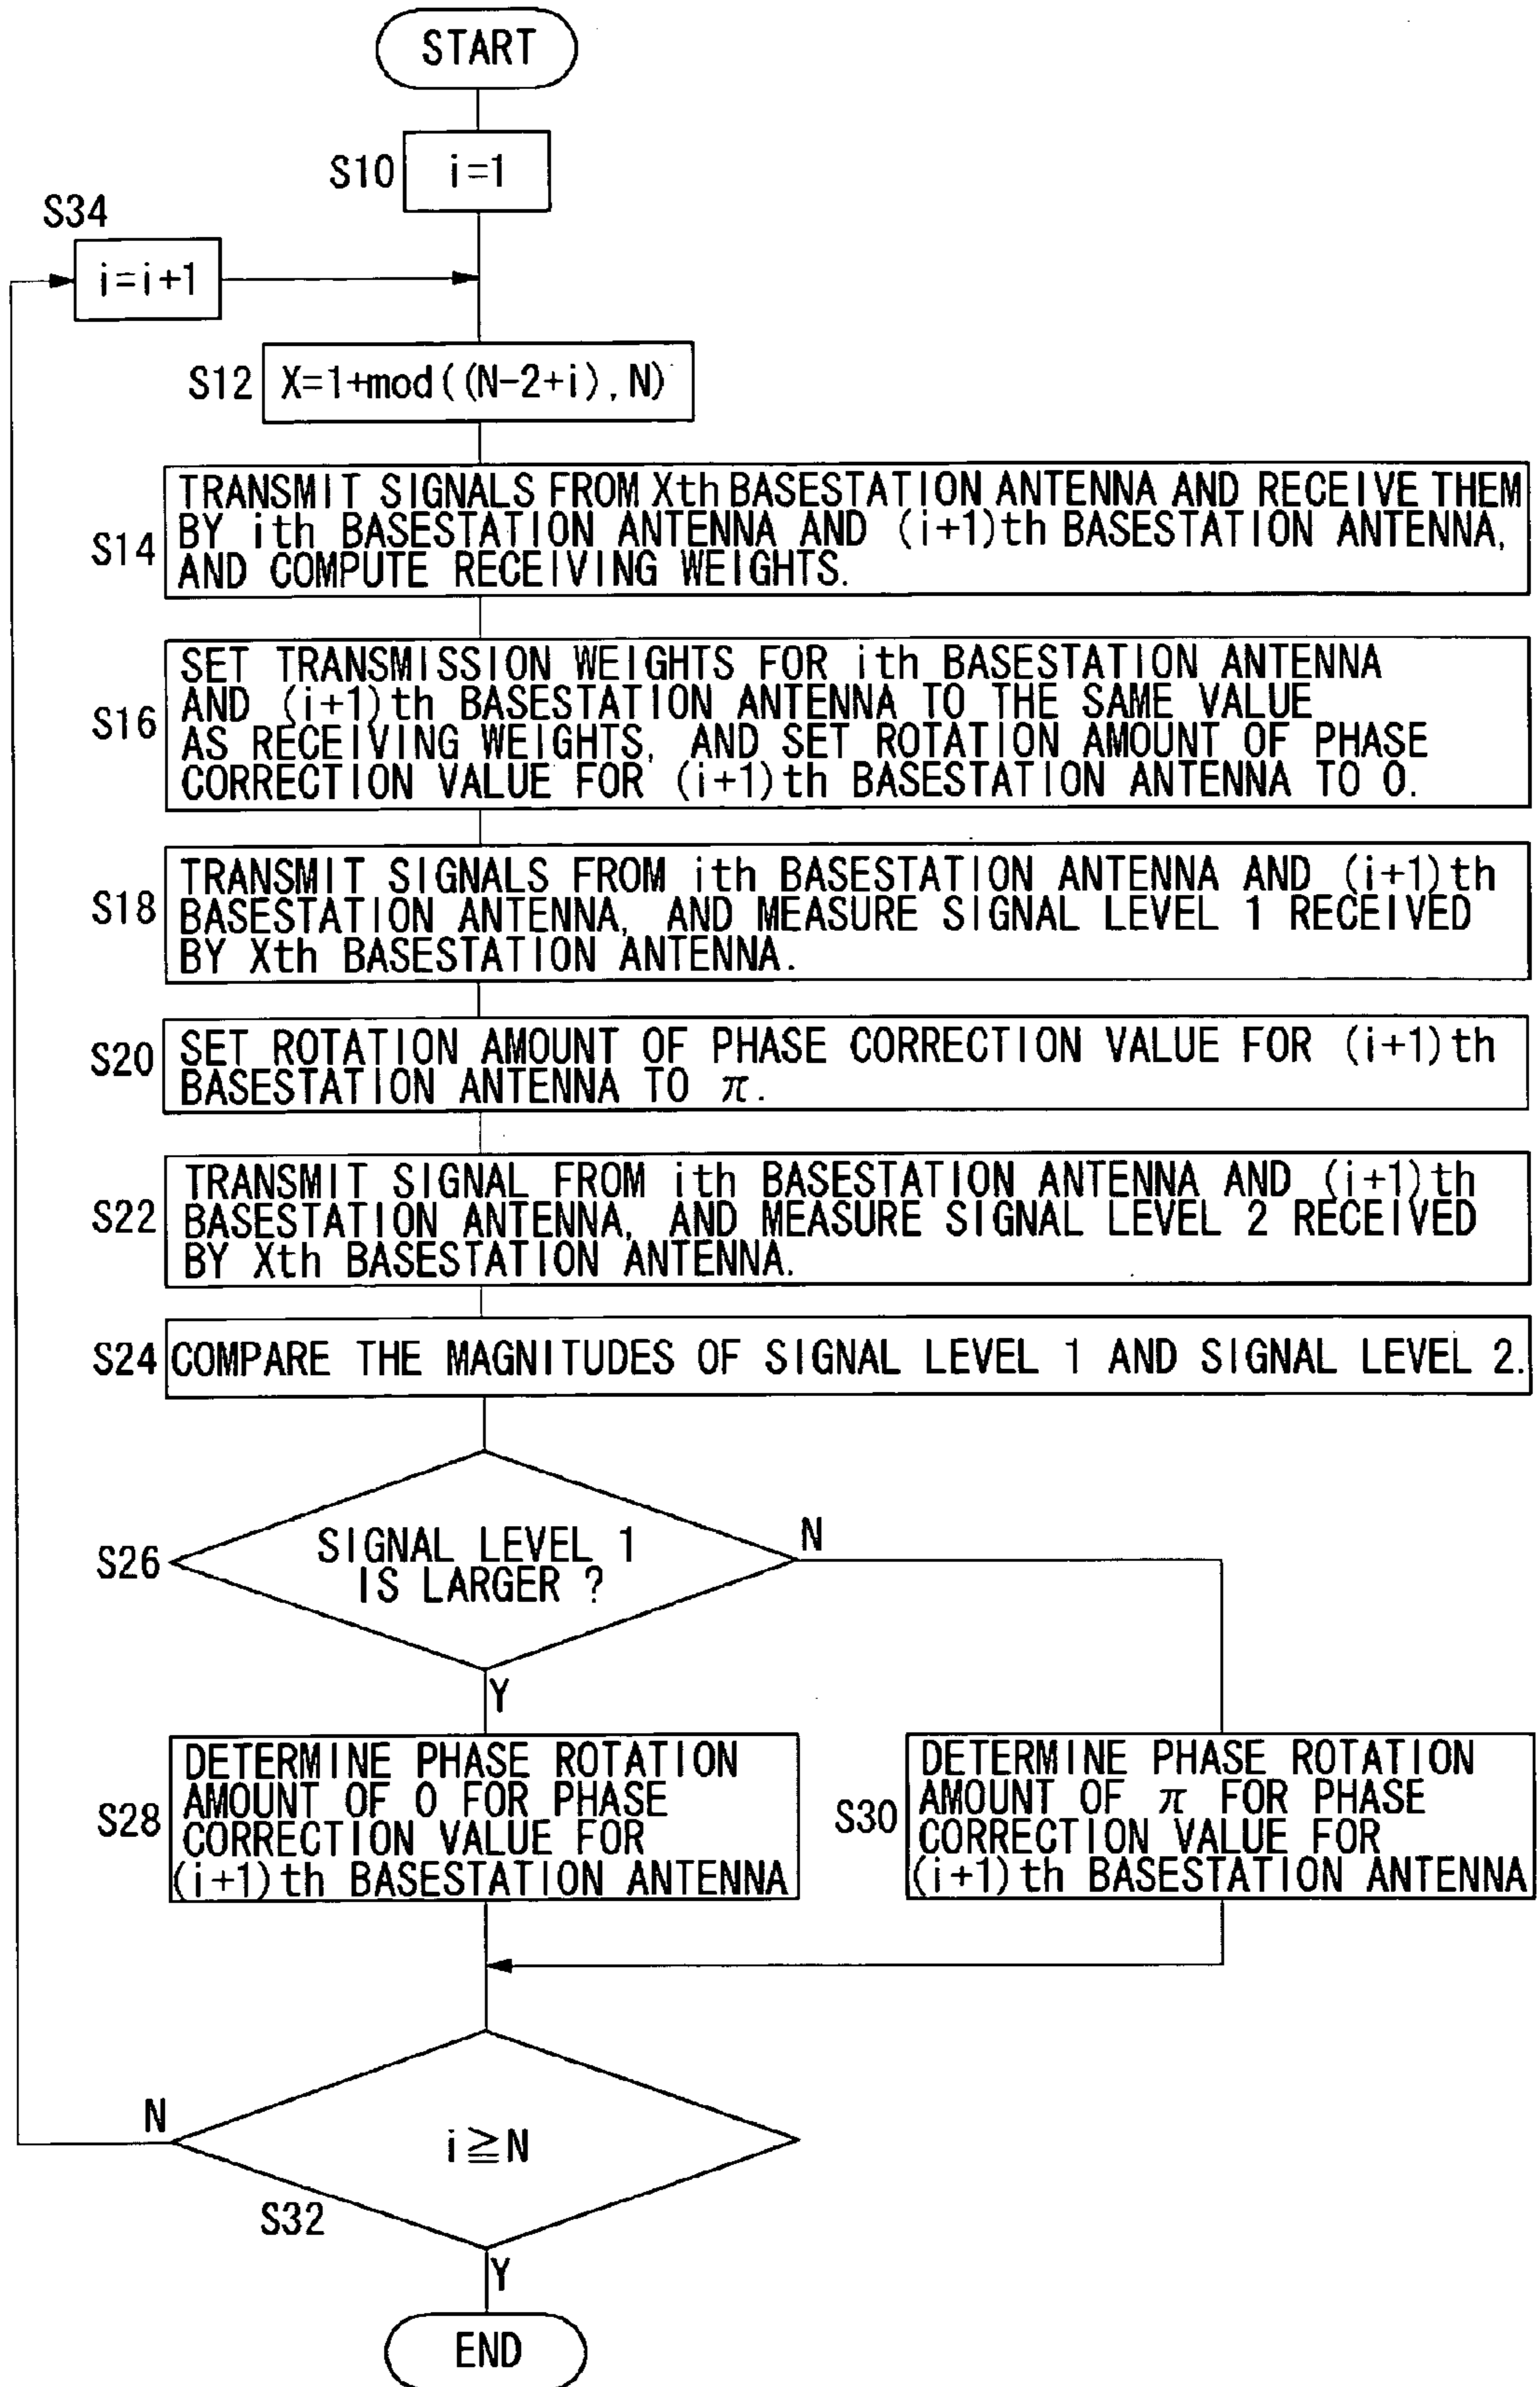 START
S10
i=1
S34
i=i+1
S12
X=1+mod((N-2+i),N)
S14
TRANSMIT SIGNALS FROM Xth BASESTATION ANTENNA AND RECEIVE THEM
BY ith BASESTATION ANTENNA AND (i+1)th BASESTATION ANTENNA,
AND COMPUTE RECEIVING WEIGHTS.
S16
SET TRANSMISSION WEIGHTS FOR ith BASESTATION ANTENNA
AND (i+1)th BASESTATION ANTENNA TO THE SAME VALUE
AS RECEIVING WEIGHTS, AND SET ROTATION AMOUNT OF PHASE
CORRECTION VALUE FOR (i+1)th BASESTATION ANTENNA TO 0.
S18
TRANSMIT SIGNALS FROM ith BASESTATION ANTENNA AND (i+1)th
BASESTATION ANTENNA, AND MEASURE SIGNAL LEVEL 1 RECEIVED
BY Xth BASESTATION ANTENNA.
S20
SET ROTATION AMOUNT OF PHASE CORRECTION VALUE FOR (i+1)th
BASESTATION ANTENNA TO π.
S22
TRANSMIT SIGNAL FROM ith BASESTATION ANTENNA AND (i+1)th
BASESTATION ANTENNA, AND MEASURE SIGNAL LEVEL 2 RECEIVED
BY Xth BASESTATION ANTENNA.
S24
COMPARE THE MAGNITUDES OF SIGNAL LEVEL 1 AND SIGNAL LEVEL 2.
S26
SIGNAL LEVEL 1
IS LARGER ?
N
Y
S28
DETERMINE PHASE ROTATION
AMOUNT OF 0 FOR PHASE
CORRECTION VALUE FOR
(i+1)th BASESTATION ANTENNA
S30
DETERMINE PHASE ROTATION
AMOUNT OF π FOR PHASE
CORRECTION VALUE FOR
(i+1)th BASESTATION ANTENNA
N
i≧N
S32
Y
END